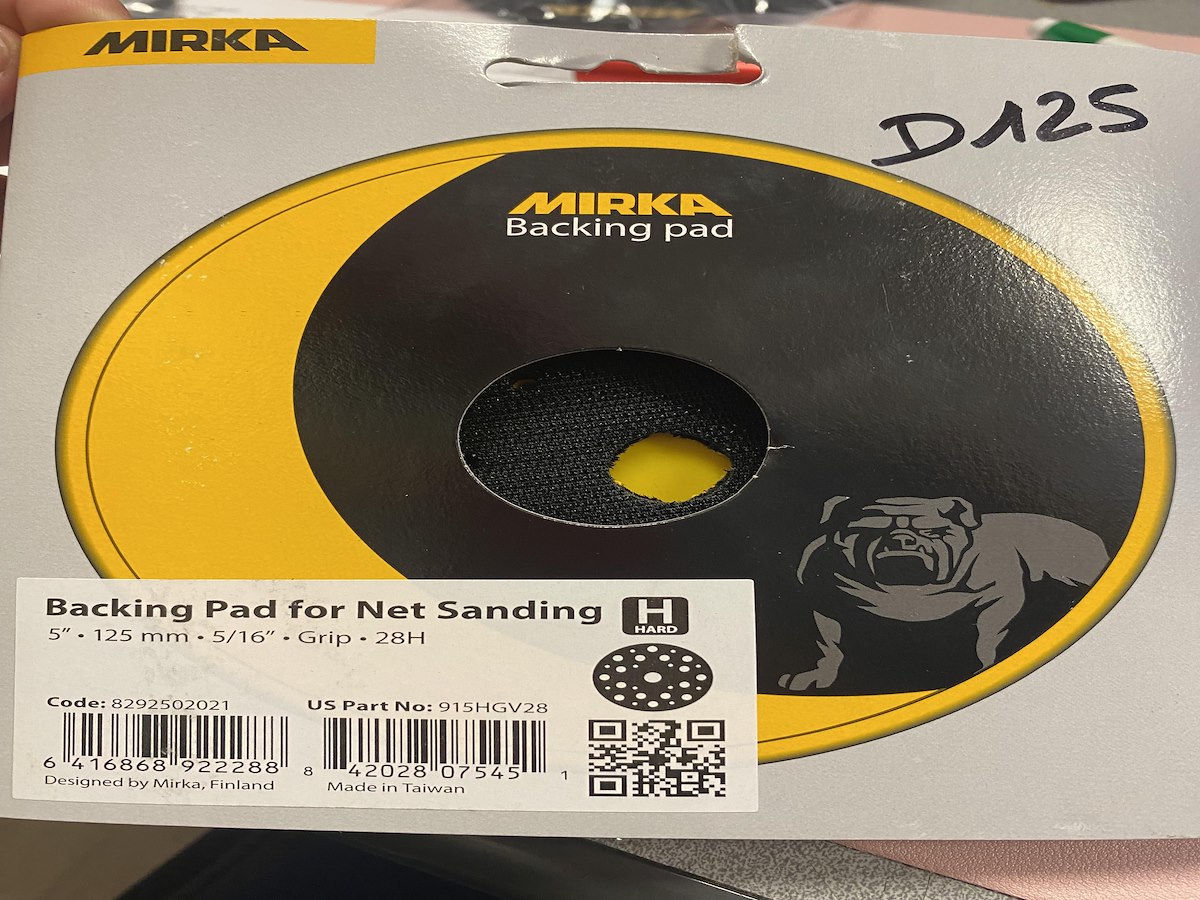 MIRKA
D125
MIRKA
Backing pad
Backing Pad for Net Sanding
H
HARD
5” • 125 mm • 5/16” • Grip • 28H
Code: 8292502021
US Part No: 915HGV28
6 416868 922288
8 42028 07545 1
Designed by Mirka, Finland
Made in Taiwan